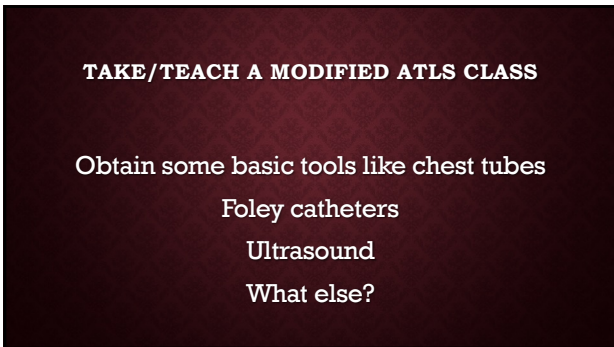 TAKE/TEACH A MODIFIED ATLS CLASS
Obtain some basic tools like chest tubes
Foley catheters
Ultrasound
What else?